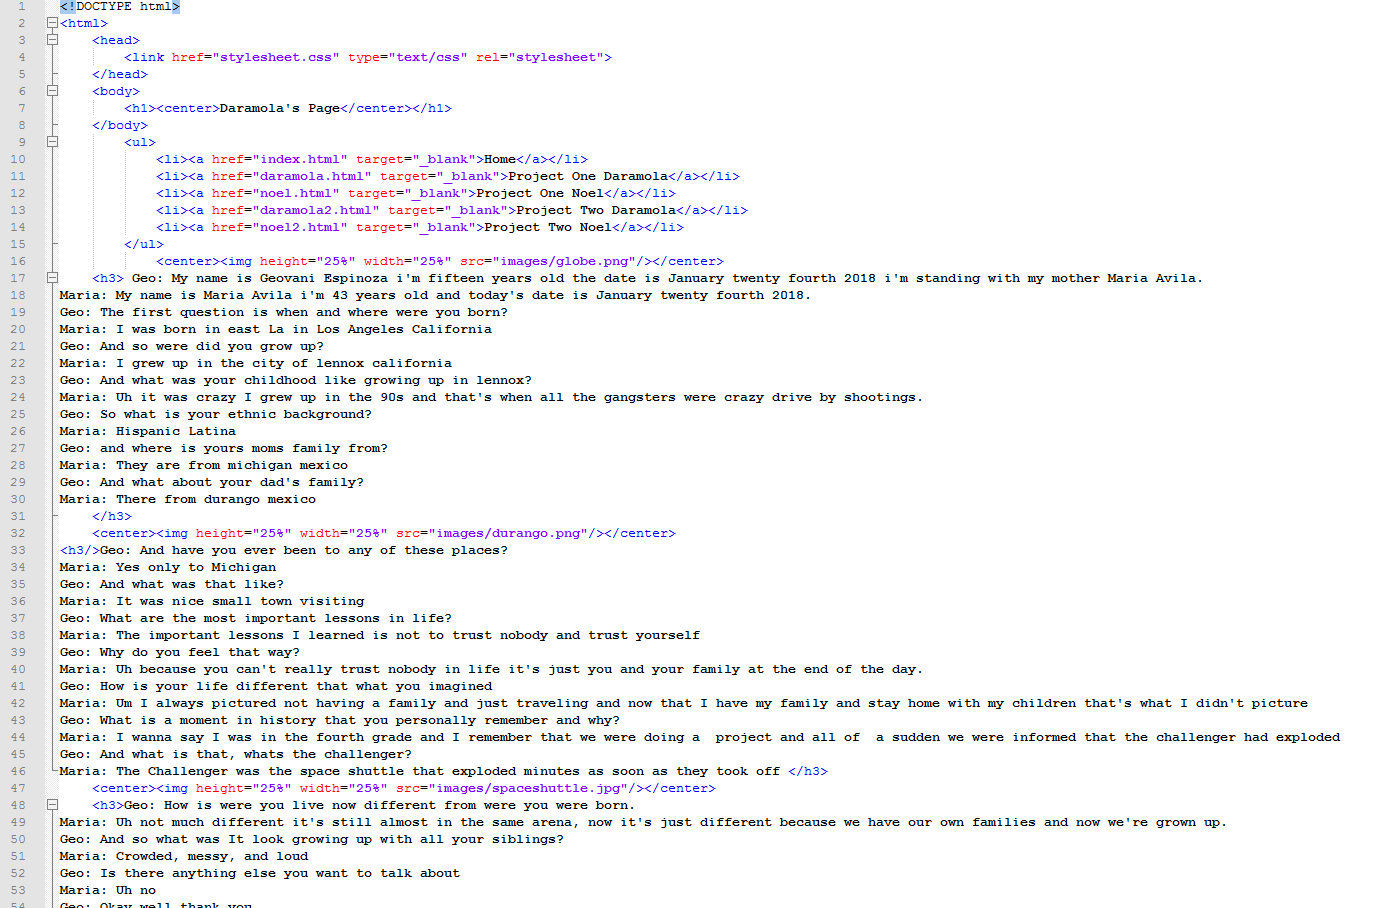 1 <!DOCTYPE html>
2 <html>
3 <head>
4 <link href="stylesheet.css" type="text/css" rel="stylesheet">
5 </head>
6 <body>
7 <h1><center>Daramola's Page</center></h1>
8 </body>
9 <ul>
10 <li><a href="index.html" target="_blank">Home</a></li>
11 <li><a href="daramola.html" target="_blank">Project One Daramola</a></li>
12 <li><a href="noel.html" target="_blank">Project One Noel</a></li>
13 <li><a href="daramola2.html" target="_blank">Project Two Daramola</a></li>
14 <li><a href="noel2.html" target="_blank">Project Two Noel</a></li>
15 </ul>
16 <center><img height="25%" width="25%" src="images/globe.png"/></center>
17 <h3> Geo: My name is Geovani Espinoza i'm fifteen years old the date is January twenty fourth 2018 i'm standing with my mother Maria Avila.
18 Maria: My name is Maria Avila i'm 43 years old and today's date is January twenty fourth 2018.
19 Geo: The first question is when and where were you born?
20 Maria: I was born in east La in Los Angeles California
21 Geo: And so were did you grow up?
22 Maria: I grew up in the city of lennox california
23 Geo: And what was your childhood like growing up in lennox?
24 Maria: Uh it was crazy I grew up in the 90s and that's when all the gangsters were crazy drive by shootings.
25 Geo: So what is your ethnic background?
26 Maria: Hispanic Latina
27 Geo: and where is yours moms family from?
28 Maria: They are from michigan mexico
29 Geo: And what about your dad's family?
30 Maria: There from durango mexico
31 </h3>
32 <center><img height="25%" width="25%" src="images/durango.png"/></center>
33 <h3/>Geo: And have you ever been to any of these places?
34 Maria: Yes only to Michigan
35 Geo: And what was that like?
36 Maria: It was nice small town visiting
37 Geo: What are the most important lessons in life?
38 Maria: The important lessons I learned is not to trust nobody and trust yourself
39 Geo: Why do you feel that way?
40 Maria: Uh because you can't really trust nobody in life it's just you and your family at the end of the day.
41 Geo: How is your life different that what you imagined
42 Maria: Um I always pictured not having a family and just traveling and now that I have my family and stay home with my children that's what I didn't picture
43 Geo: What is a moment in history that you personally remember and why?
44 Maria: I wanna say I was in the fourth grade and I remember that we were doing a  project and all of  a sudden we were informed that the challenger had exploded
45 Geo: And what is that, whats the challenger?
46 Maria: The Challenger was the space shuttle that exploded minutes as soon as they took off </h3>
47 <center><img height="25%" width="25%" src="images/spaceshuttle.jpg"/></center>
48 <h3>Geo: How is were you live now different from were you were born.
49 Maria: Uh not much different it's still almost in the same arena, now it's just different because we have our own families and now we're grown up.
50 Geo: And so what was It look growing up with all your siblings?
51 Maria: Crowded, messy, and loud
52 Geo: Is there anything else you want to talk about
53 Maria: Uh no
54 Geo: Okay well thank you